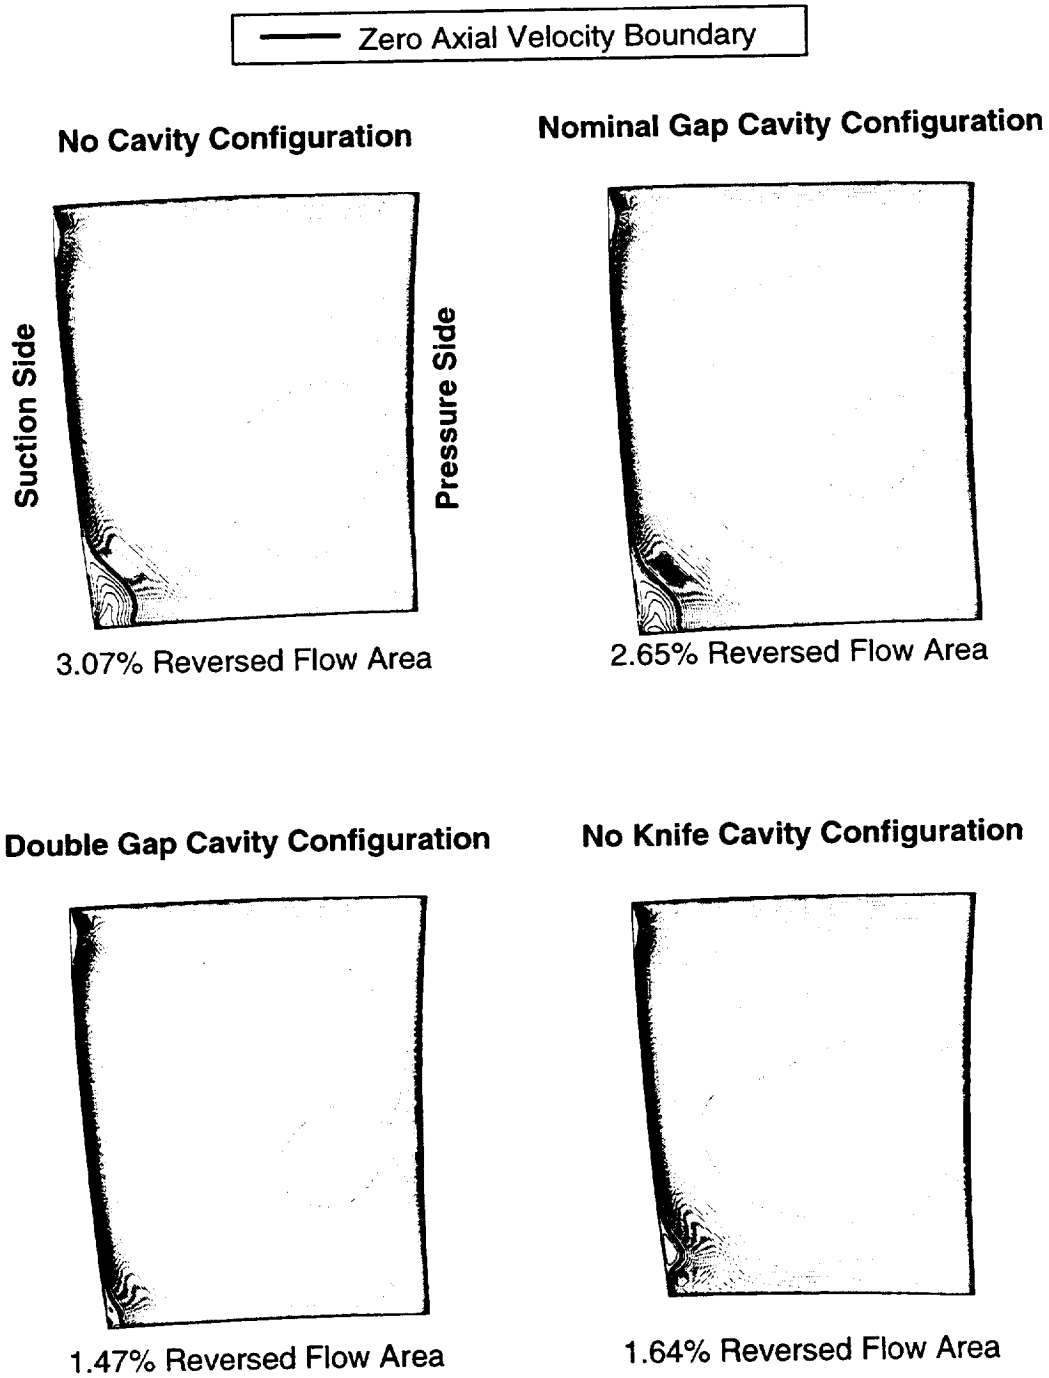 Zero Axial Velocity Boundary
No Cavity Configuration
Nominal Gap Cavity Configuration
Suction Side
Pressure Side
3.07% Reversed Flow Area
2.65% Reversed Flow Area
Double Gap Cavity Configuration
No Knife Cavity Configuration
1.47% Reversed Flow Area
1.64% Reversed Flow Area